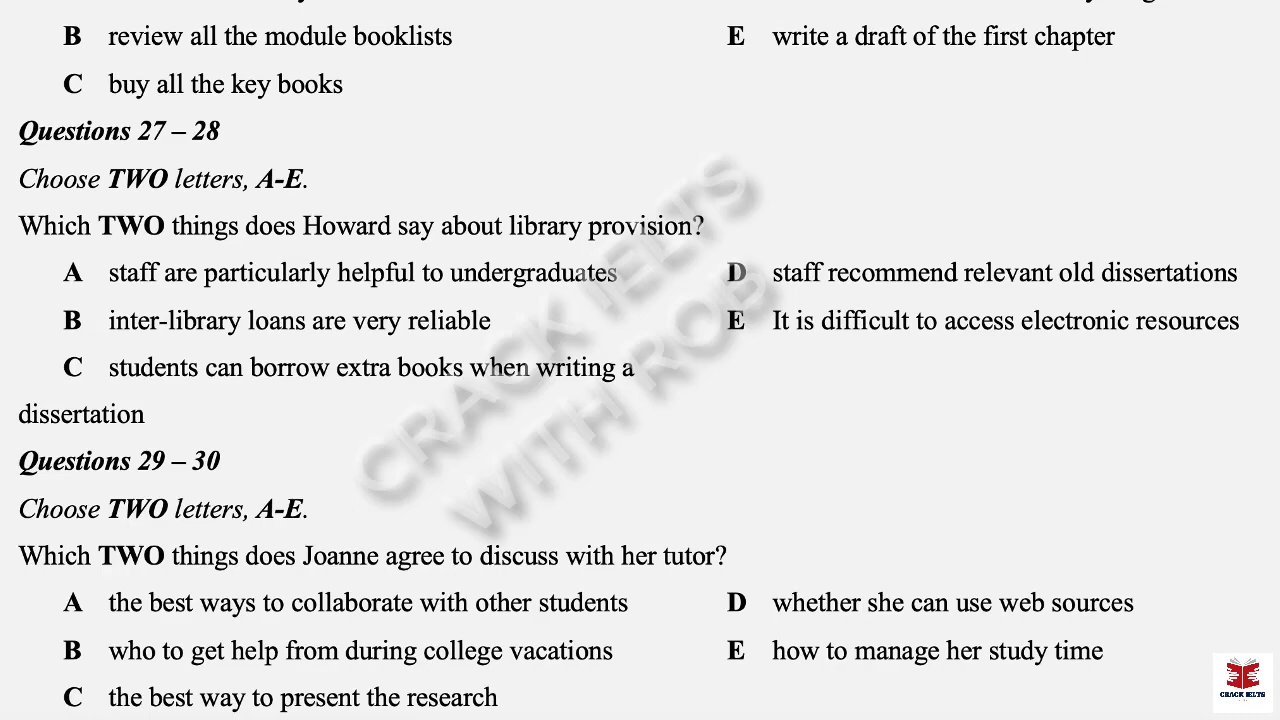 B review all the module booklists
E write a draft of the first chapter
C buy all the key books
Questions 27 – 28
Choose TWO letters, A-E.
Which TWO things does Howard say about library provision?
A staff are particularly helpful to undergraduates
D staff recommend relevant old dissertations
B inter-library loans are very reliable
E It is difficult to access electronic resources
C students can borrow extra books when writing a
dissertation
Questions 29 – 30
Choose TWO letters, A-E.
Which TWO things does Joanne agree to discuss with her tutor?
A the best ways to collaborate with other students
D whether she can use web sources
B who to get help from during college vacations
E how to manage her study time
C the best way to present the research
CRACK IELTS
WITH ROB
CRACK IELTS